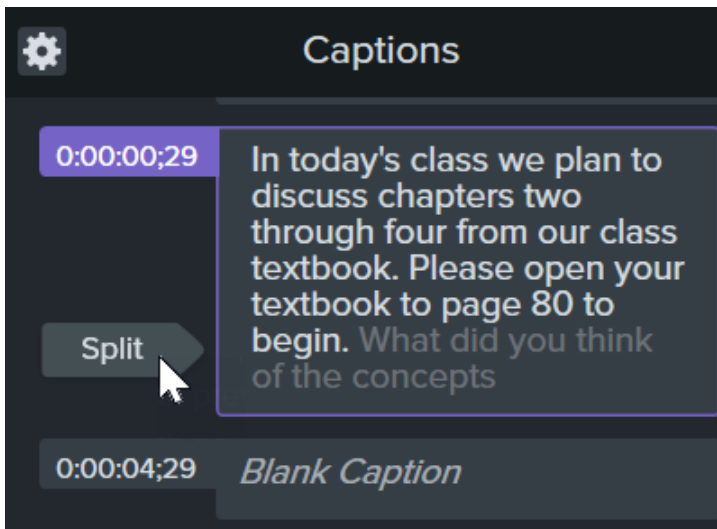 Captions
0:00:00;29
In today's class we plan to
discuss chapters two
through four from our class
textbook. Please open your
textbook to page 80 to
begin. What did you think
of the concepts
Split
0:00:04;29
Blank Caption